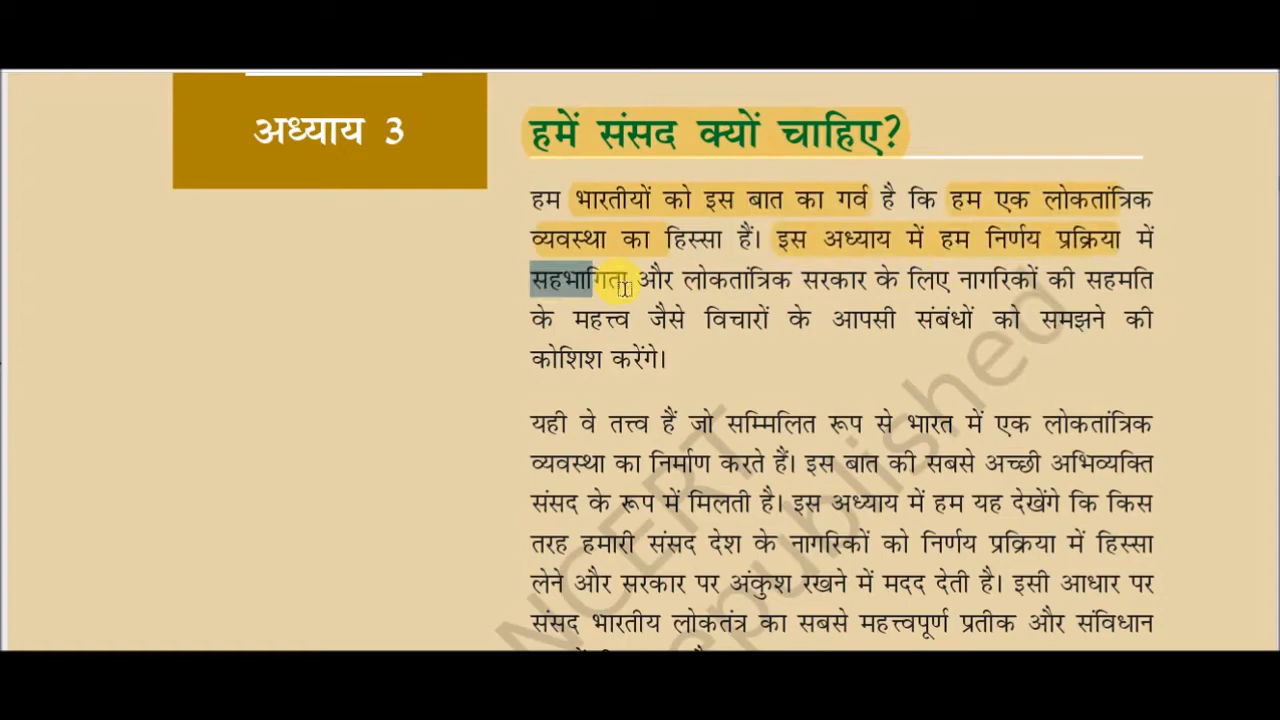 अध्याय 3
हमें संसद क्यों चाहिए?
हम भारतीयों को इस बात का गर्व है कि हम एक लोकतांत्रिक
व्यवस्था का हिस्सा हैं। इस अध्याय में हम निर्णय प्रक्रिया में
सहभागिता और लोकतांत्रिक सरकार के लिए नागरिकों की सहमति
के महत्त्व जैसे विचारों के आपसी संबंधों को समझने की
कोशिश करेंगे।
यही वे तत्त्व हैं जो सम्मिलित रूप से भारत में एक लोकतांत्रिक
व्यवस्था का निर्माण करते हैं। इस बात की सबसे अच्छी अभिव्यक्ति
संसद के रूप में मिलती है। इस अध्याय में हम यह देखेंगे कि किस
तरह हमारी संसद देश के नागरिकों को निर्णय प्रक्रिया में हिस्सा
लेने और सरकार पर अंकुश रखने में मदद देती है। इसी आधार पर
संसद भारतीय लोकतंत्र का सबसे महत्त्वपूर्ण प्रतीक और संविधान
NCERT
republished